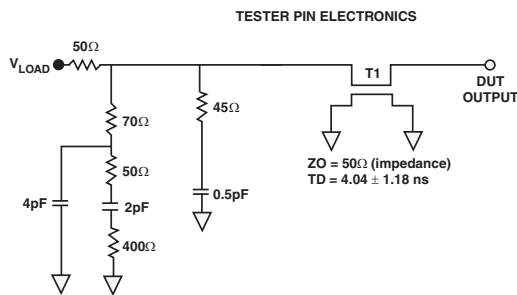 TESTER PIN ELECTRONICS
50Ω
VLOAD
T1
DUT
OUTPUT
70Ω
45Ω
50Ω
4pF
2pF
0.5pF
400Ω
ZO = 50Ω (impedance)
TD = 4.04 ± 1.18 ns